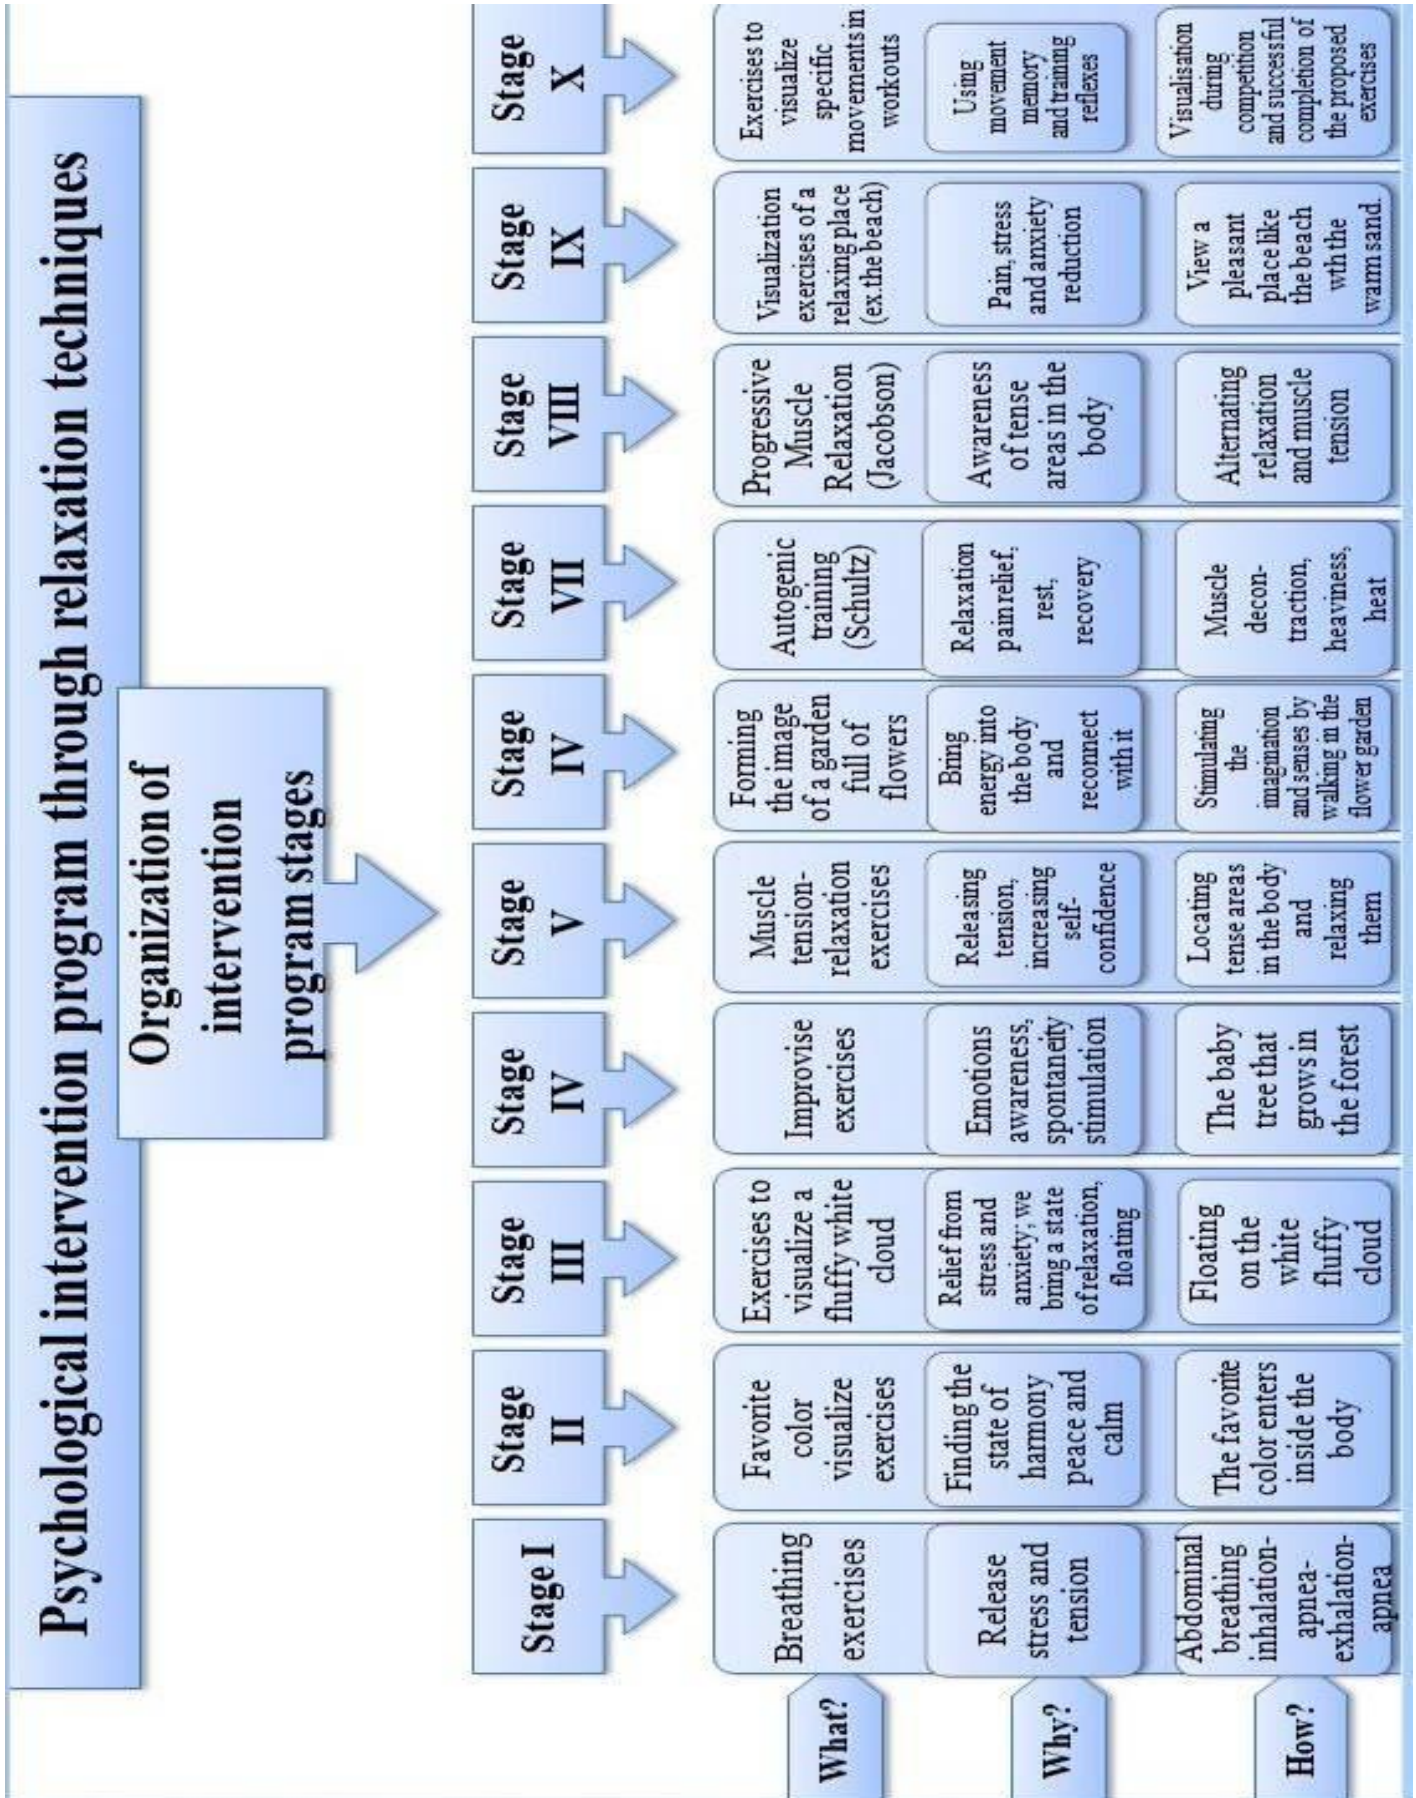 Psychological intervention program through relaxation techniques
Organization of
intervention
program stages
Stage I
Stage
II
Stage
III
Stage
IV
Stage
V
Stage
IV
Stage
VII
Stage
VIII
Stage
IX
Stage
X
What?
Breathing
exercises
Favorite
color
visualize
exercises
Exercises to
visualize a
fluffy white
cloud
Improvise
exercises
Muscle
tension-
relaxation
exercises
Forming
the image
of a garden
full of
flowers
Autogenic
training
(Schultz)
Progressive
Muscle
Relaxation
(Jacobson)
Visualization
exercises of a
relaxing place
(ex.the beach)
Exercises to
visualize
specific
movements in
workouts
Why?
Release
stress and
tension
Finding the
state of
harmony
peace and
calm
Relief from
stress and
anxiety; we
bring a state
of relaxation,
floating
Emotions
awareness,
spontaneity
stimulation
Releasing
tension,
increasing
self-
confidence
Bring
energy into
the body
and
reconnect
with it
Relaxation
pain relief,
rest,
recovery
Awareness
of tense
areas in the
body
Pain, stress
and anxiety
reduction
Using
movement
memory
and training
reflexes
How?
Abdominal
breathing
inhalation-
apnea-
exhalation-
apnea
The favorite
color enters
inside the
body
Floating
on the
white
fluffy
cloud
The baby
tree that
grows in
the forest
Locating
tense areas
in the body
and
relaxing
them
Stimulating
the
imagination
and senses by
walking in the
flower garden
Muscle
decon-
traction,
heaviness,
heat
Alternating
relaxation
and muscle
tension
View a
pleasant
place like
the beach
wth the
warm sand.
Visualisation
during
competition
and successful
completion of
the proposed
exercises